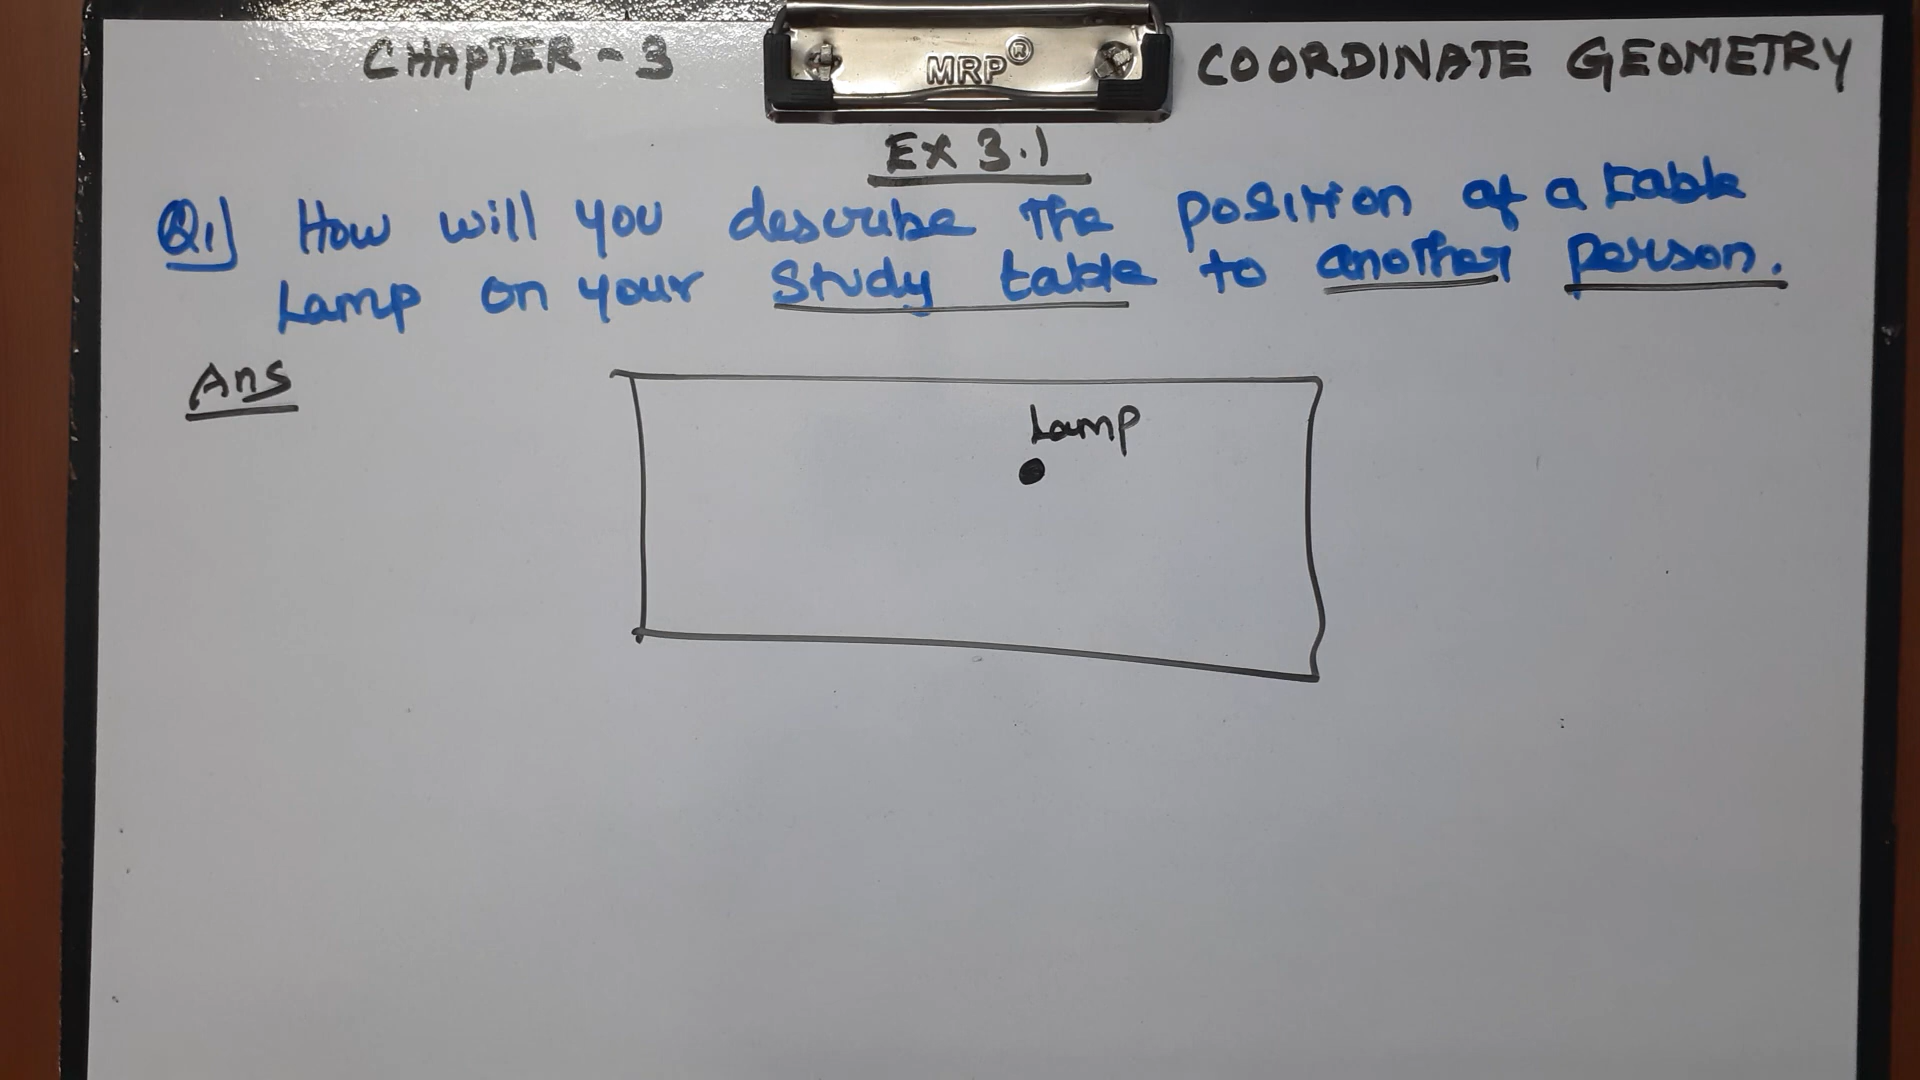 CHAPTER - 3
MRP®
COORDINATE GEOMETRY
EX 3.1
Q1) How will you describe the position of a table
Lamp on your study table to another person.
Ans
Lamp